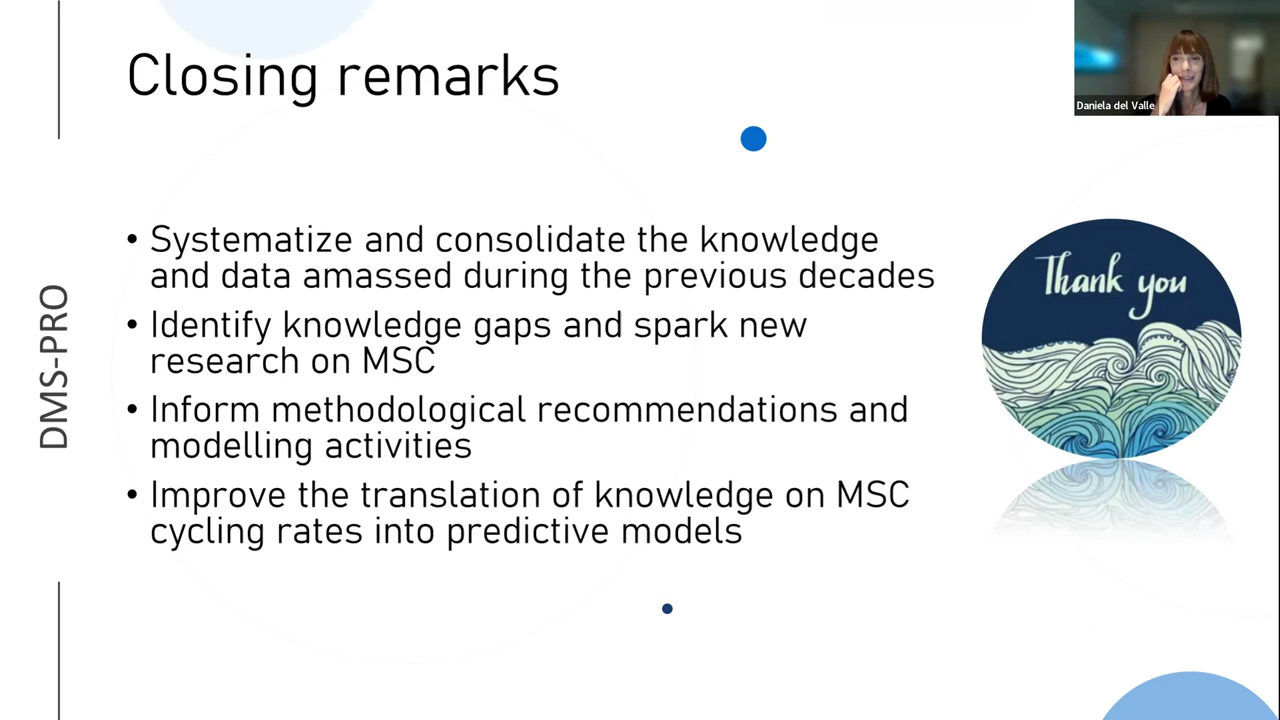 Closing remarks
Daniela del Valle
DMS-PRO
• Systematize and consolidate the knowledge
and data amassed during the previous decades
• Identify knowledge gaps and spark new
research on MSC
• Inform methodological recommendations and
modelling activities
• Improve the translation of knowledge on MSC
cycling rates into predictive models
Thank you